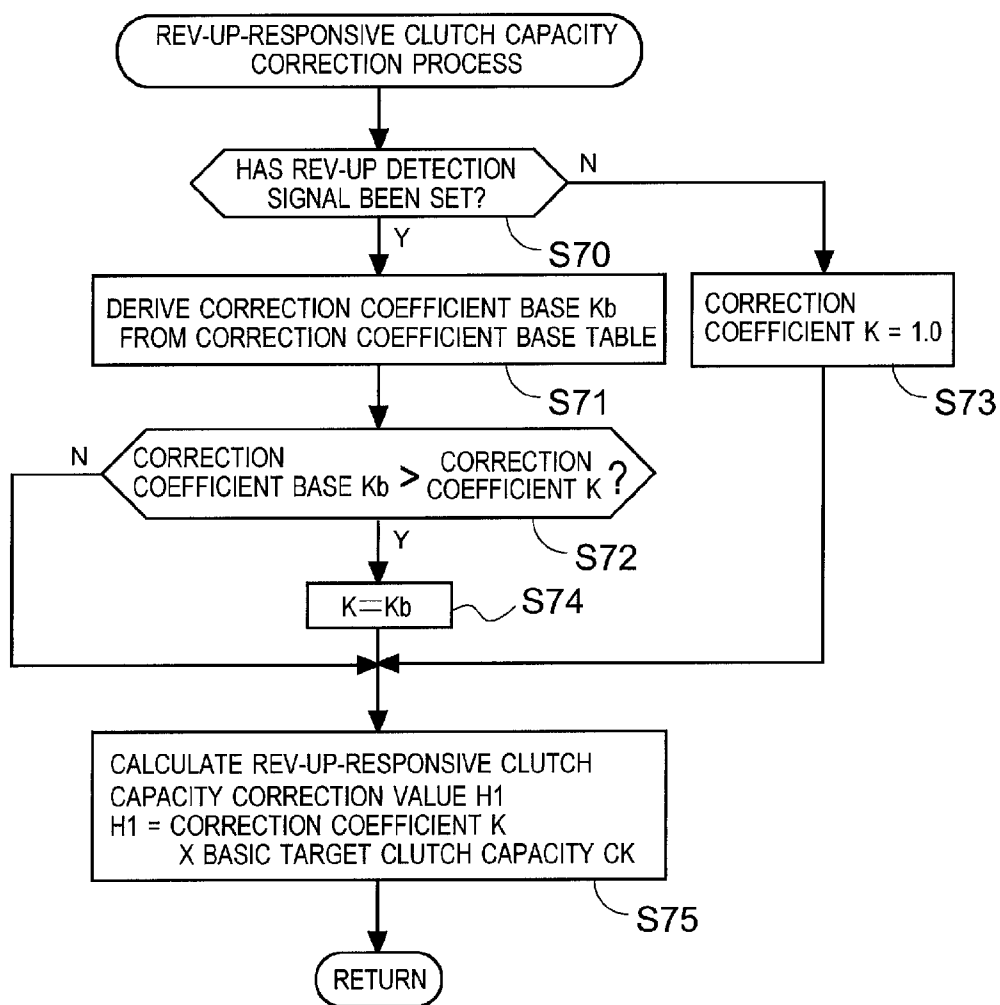 REV-UP-RESPONSIVE CLUTCH CAPACITY
CORRECTION PROCESS
HAS REV-UP DETECTION
SIGNAL BEEN SET?
N
Y
S70
DERIVE CORRECTION COEFFICIENT BASE Kb
FROM CORRECTION COEFFICIENT BASE TABLE
S71
CORRECTION
COEFFICIENT K = 1.0
S73
N
CORRECTION
COEFFICIENT BASE Kb > CORRECTION
COEFFICIENT K ?
Y
S72
K=Kb
S74
CALCULATE REV-UP-RESPONSIVE CLUTCH
CAPACITY CORRECTION VALUE H1
H1 = CORRECTION COEFFICIENT K
X BASIC TARGET CLUTCH CAPACITY CK
S75
RETURN